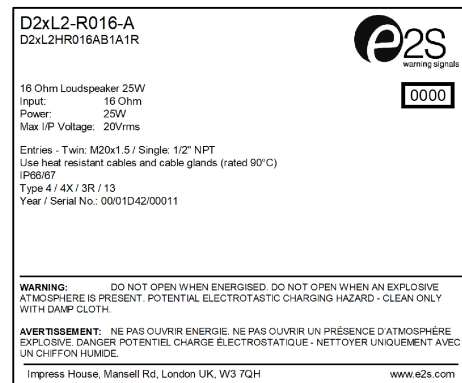 D2xL2-R016-A
D2xL2HR016AB1A1R
e2S
warning signals
16 Ohm Loudspeaker 25W
0000
Input: 16 Ohm
Power: 25W
Max I/P Voltage: 20Vrms
Entries - Twin: M20x1.5 / Single: 1/2" NPT
Use heat resistant cables and cable glands (rated 90°C)
IP66/67
Type 4 / 4X / 3R / 13
Year / Serial No.: 00/01D42/00011
WARNING: DO NOT OPEN WHEN ENERGISED. DO NOT OPEN WHEN AN EXPLOSIVE
ATMOSPHERE IS PRESENT. POTENTIAL ELECTROTASTIC CHARGING HAZARD - CLEAN ONLY
WITH DAMP CLOTH.
AVERTISSEMENT: NE PAS OUVRIR ENERGIE. NE PAS OUVRIR UN PRÉSENCE D'ATMOSPHÈRE
EXPLOSIVE. DANGER POTENTIEL CHARGE ÉLECTROSTATIQUE - NETTOYER UNIQUEMENT AVEC
UN CHIFFON HUMIDE.
Impress House, Mansell Rd, London UK, W3 7QH www.e2s.com